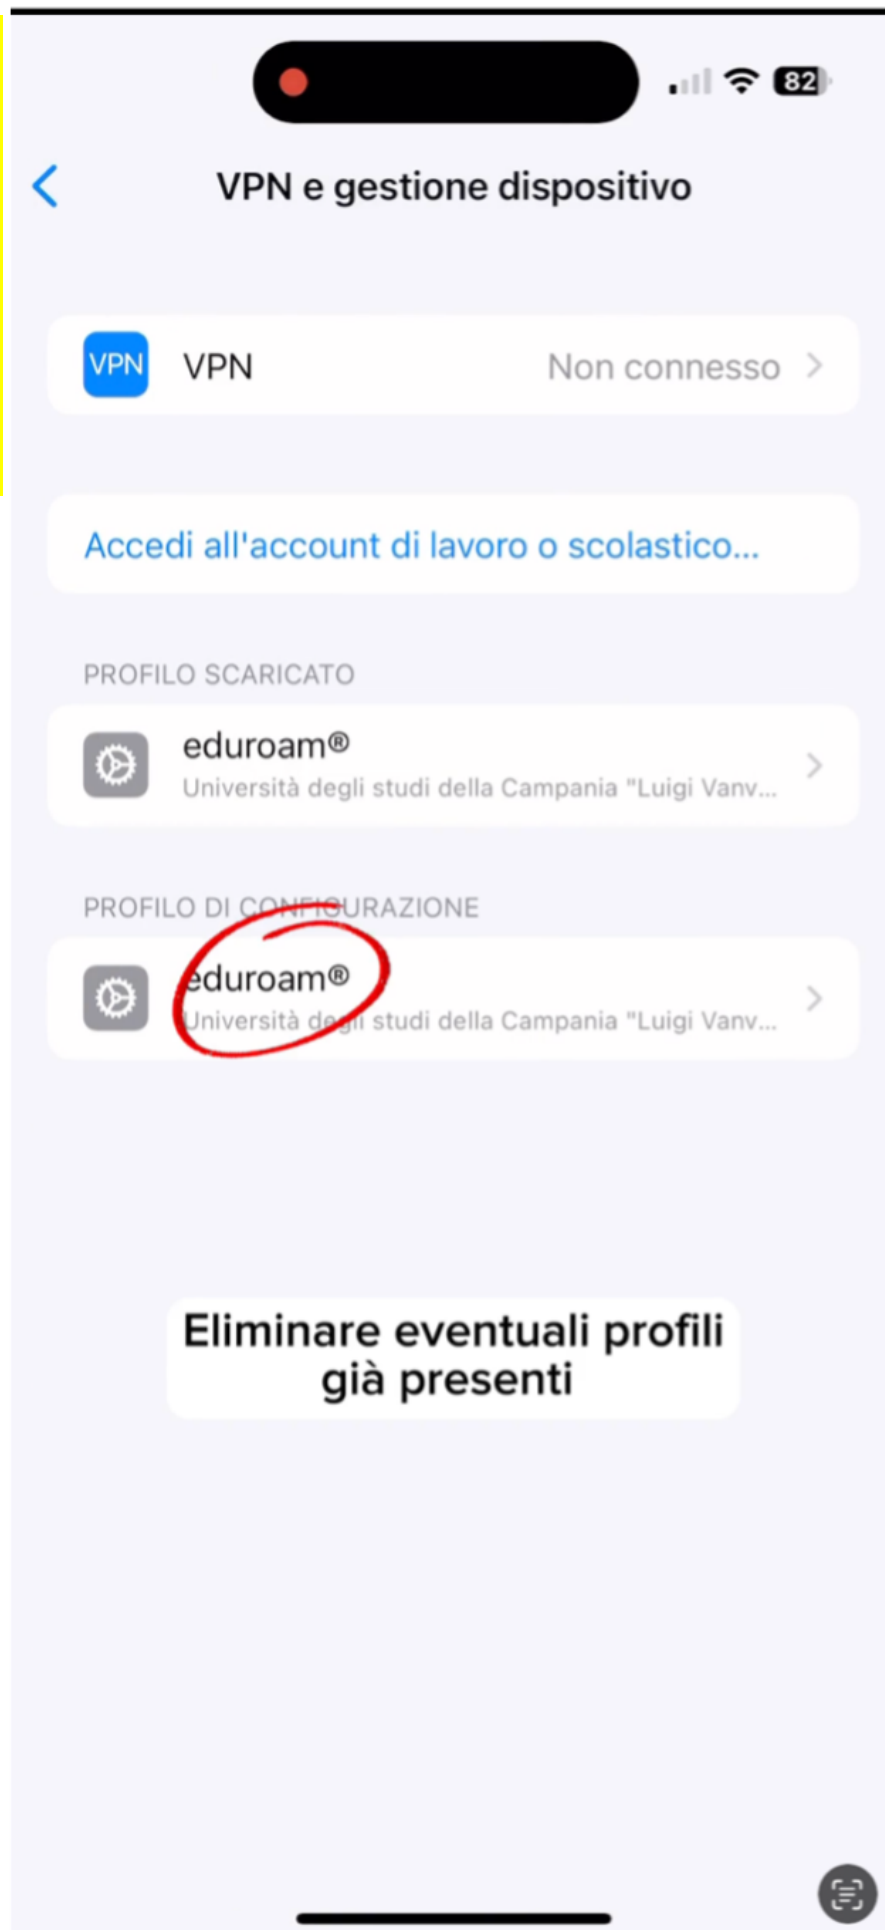 82
VPN e gestione dispositivo
VPN VPN Non connesso
Accedi all'account di lavoro o scolastico...
PROFILO SCARICATO
eduroam®
Università degli studi della Campania "Luigi Vanv...
PROFILO DI CONFIGURAZIONE
eduroam®
Università degli studi della Campania "Luigi Vanv...
Eliminare eventuali profili
già presenti